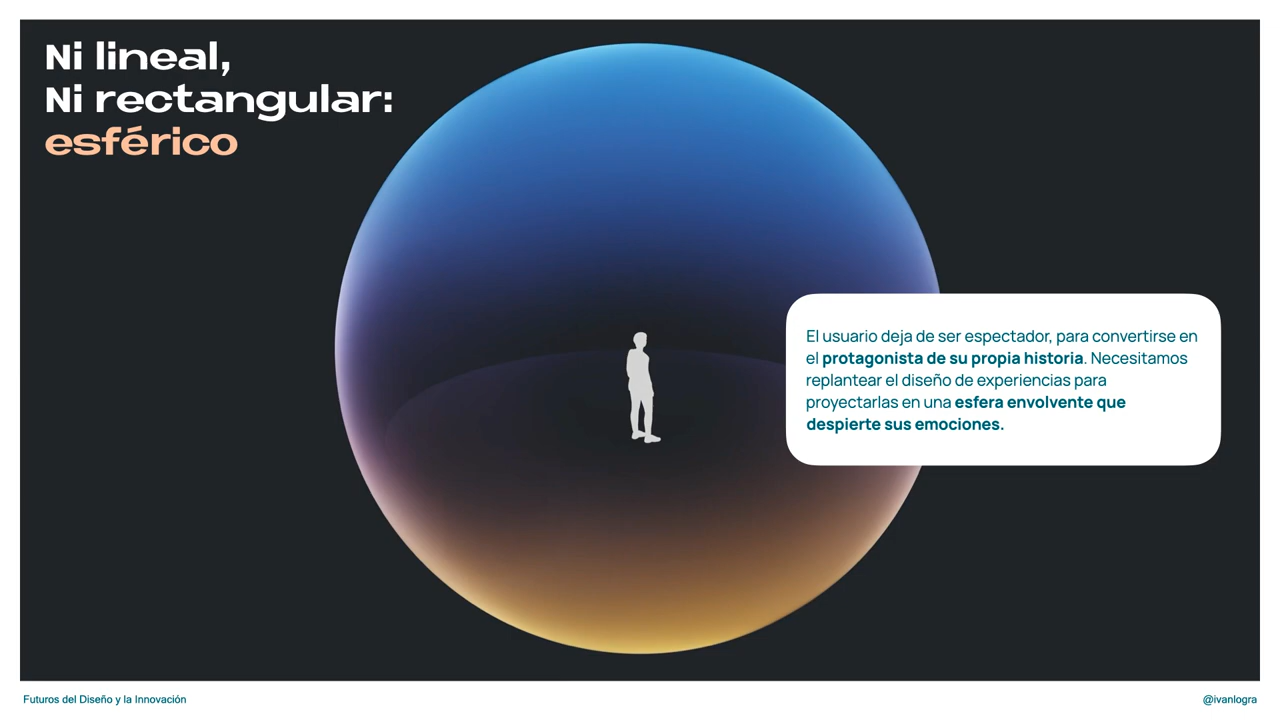 Ni lineal,
Ni rectangular:
esférico
El usuario deja de ser espectador, para convertirse en
el protagonista de su propia historia. Necesitamos
replantear el diseño de experiencias para
proyectarlas en una esfera envolvente que
despierte sus emociones.
Futuros del Diseño y la Innovación
@ivanlogra